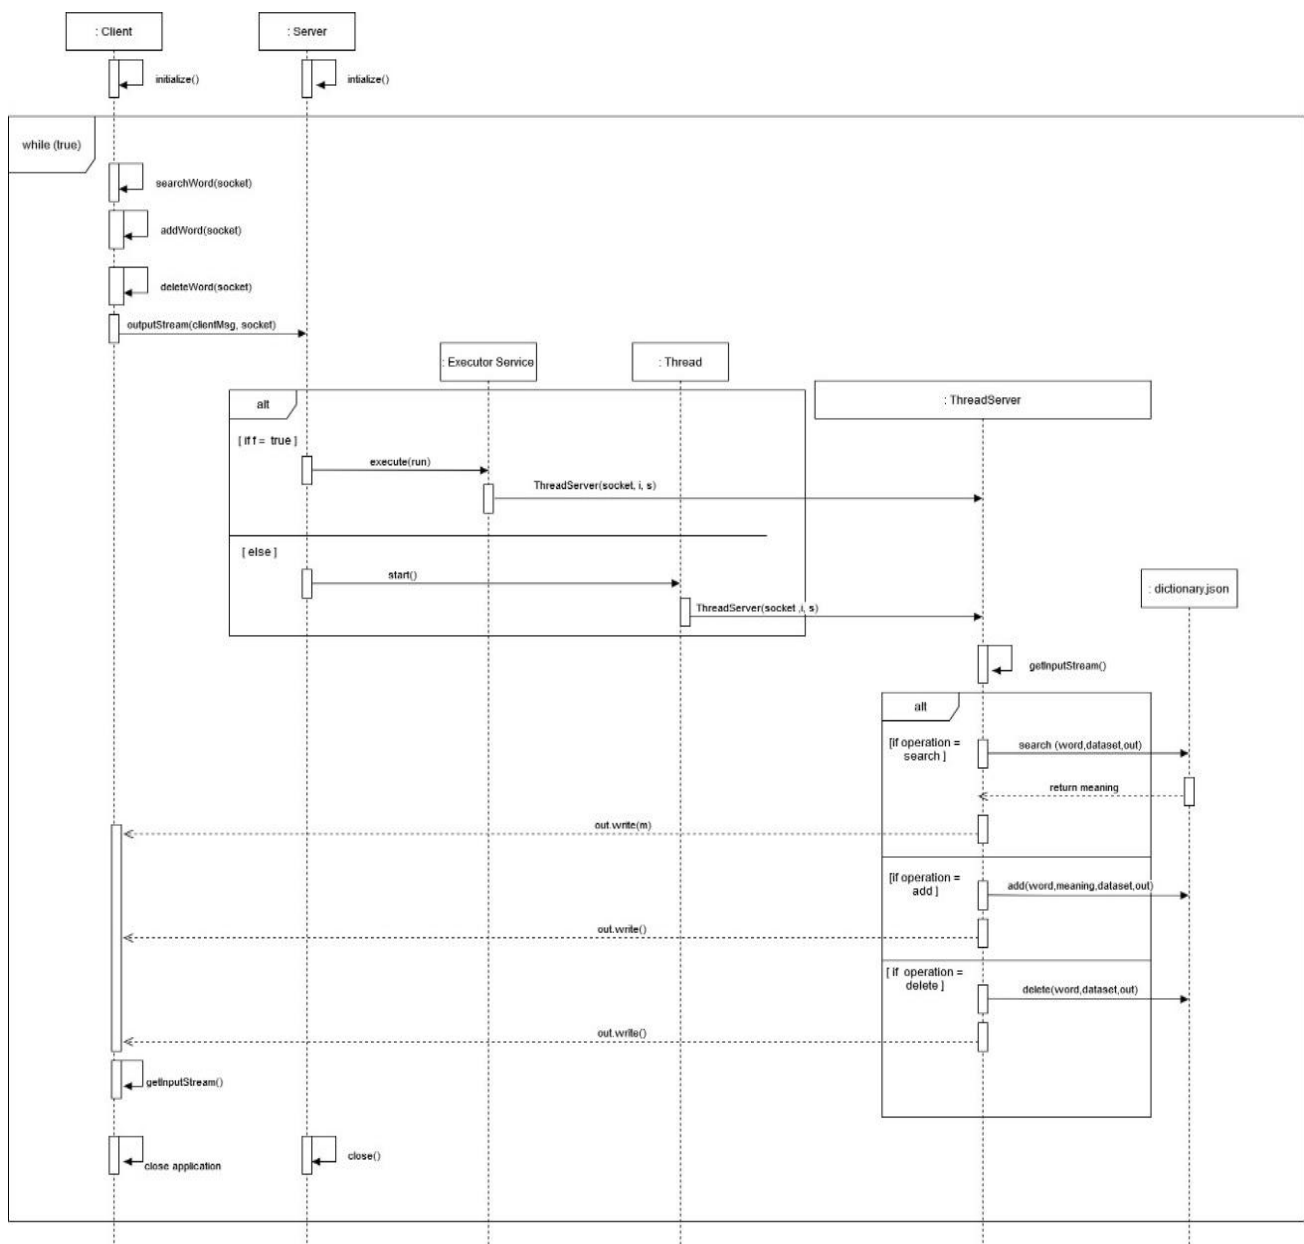 : Client
: Server
initialize()
intialize()
while (true)
searchWord(socket)
addWord(socket)
deleteWord(socket)
outputStream(clientMsg, socket)
: Executor Service
: Thread
: ThreadServer
alt
[ if f = true ]
execute(run)
ThreadServer(socket, i, s)
[ else ]
start()
ThreadServer(socket ,i, s)
: dictionary.json
getInputStream()
alt
[if operation =
search ]
search (word,dataset,out)
return meaning
out.write(m)
[if operation =
add ]
add(word,meaning,dataset,out)
out.write()
[ if operation =
delete ]
delete(word,dataset,out)
out.write()
getInputStream()
close application
close()